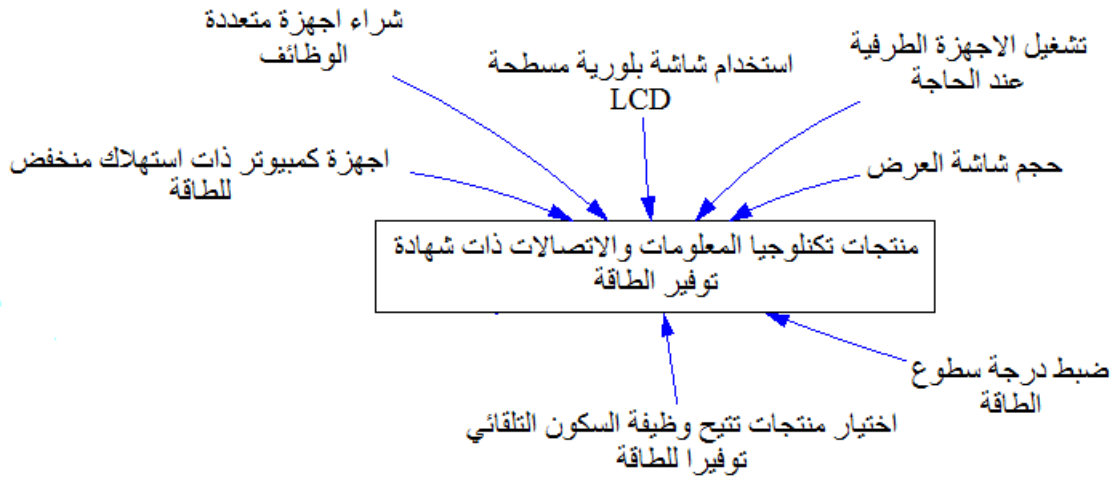 شراء اجهزة متعددة
الوظائف
استخدام شاشة بلورية مسطحة
LCD
تشغيل الاجهزة الطرفية
عند الحاجة
اجهزة كمبيوتر ذات استهلاك منخفض
للطاقة
حجم شاشة العرض
منتجات تكنلوجيا المعلومات والاتصالات ذات شهادة
توفير الطاقة
ضبط درجة سطوع
الطاقة
اختيار منتجات تتيح وظيفة السكون التلقائي
توفيرا للطاقة